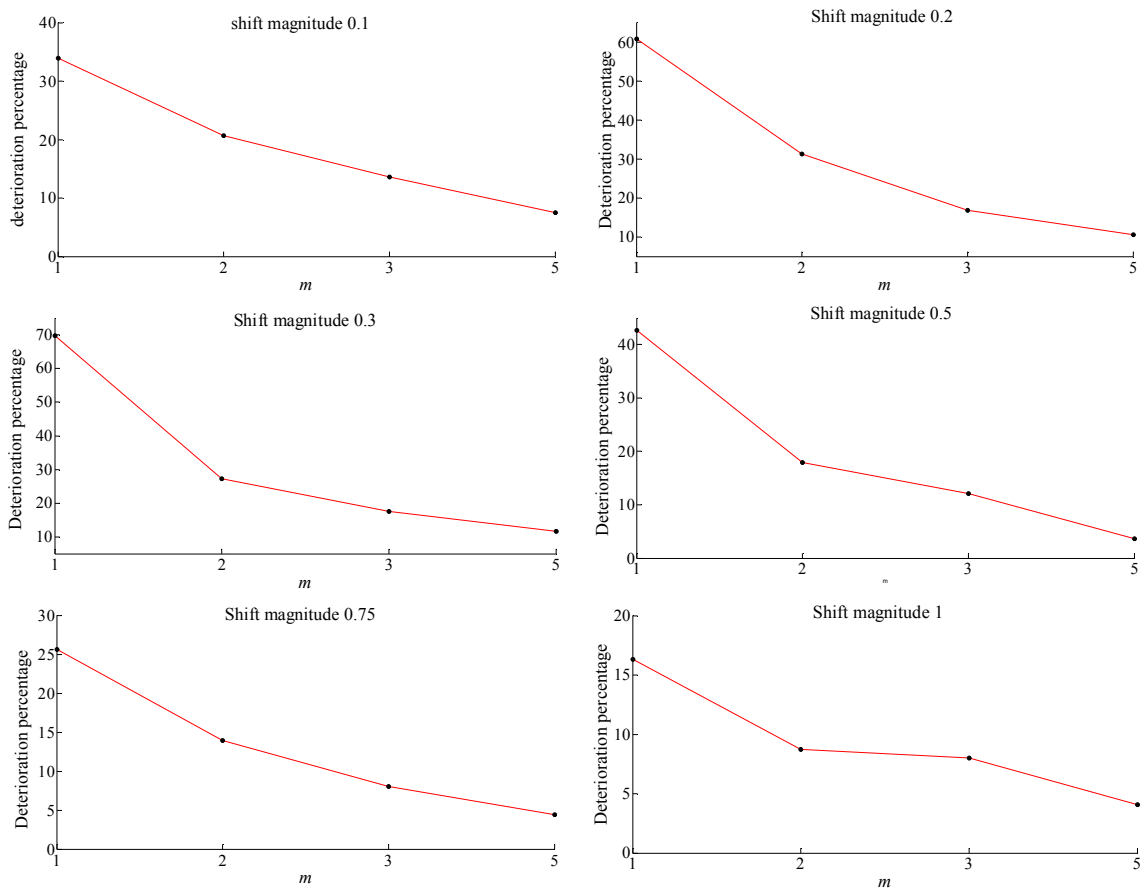 shift magnitude 0.1
deterioration percentage
40
30
20
10
0
1 2 3 5
m
Shift magnitude 0.2
Deterioration percentage
60
50
40
30
20
10
1 2 3 5
m
Shift magnitude 0.3
Deterioration percentage
70
60
50
40
30
20
10
1 2 3 5
m
Shift magnitude 0.5
Deterioration percentage
40
30
20
10
0
1 2 3 5
m
Shift magnitude 0.75
Deterioration percentage
30
25
20
15
10
5
0
1 2 3 5
m
Shift magnitude 1
Deterioration percentage
20
15
10
5
0
1 2 3 5
m